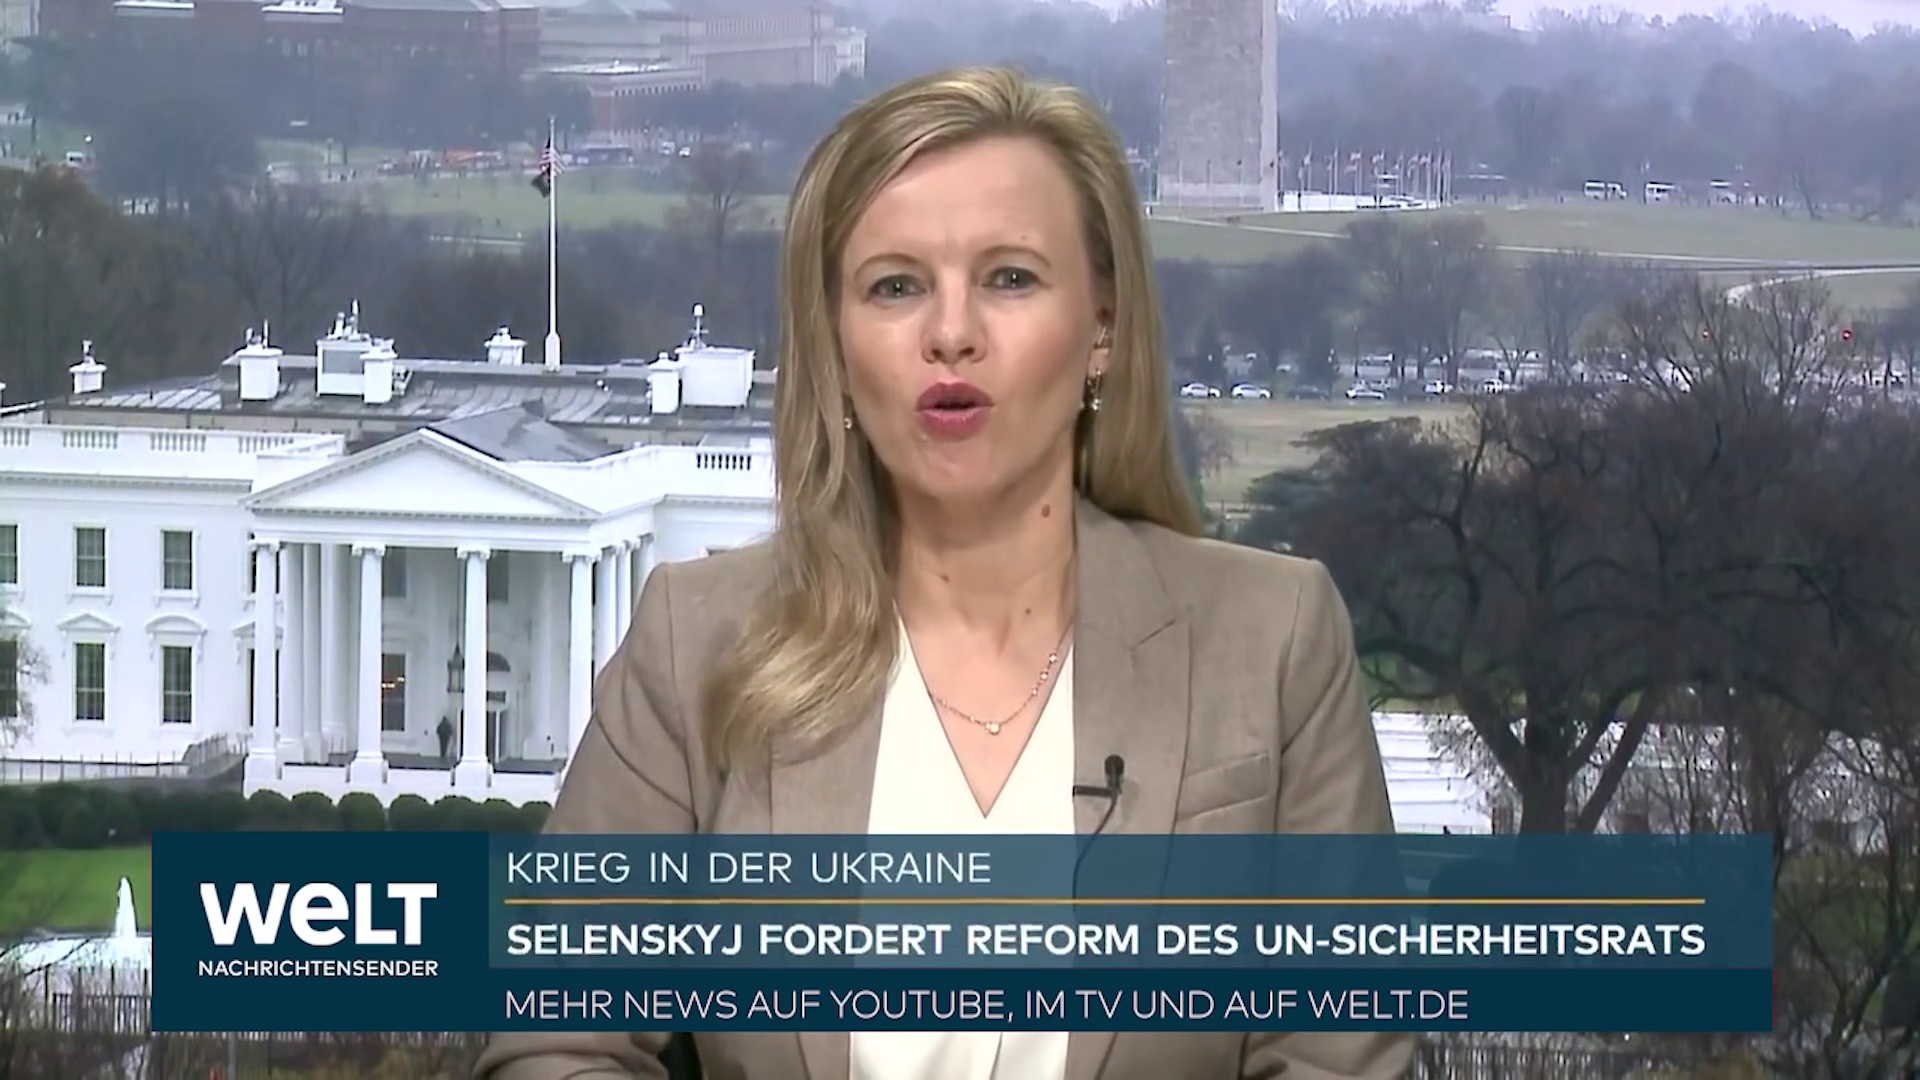 KRIEG IN DER UKRAINE
SELENSKYJ FORDERT REFORM DES UN-SICHERHEITSRATS
MEHR NEWS AUF YOUTUBE, IM TV UND AUF WELT.DE
WELT
NACHRICHTENSENDER